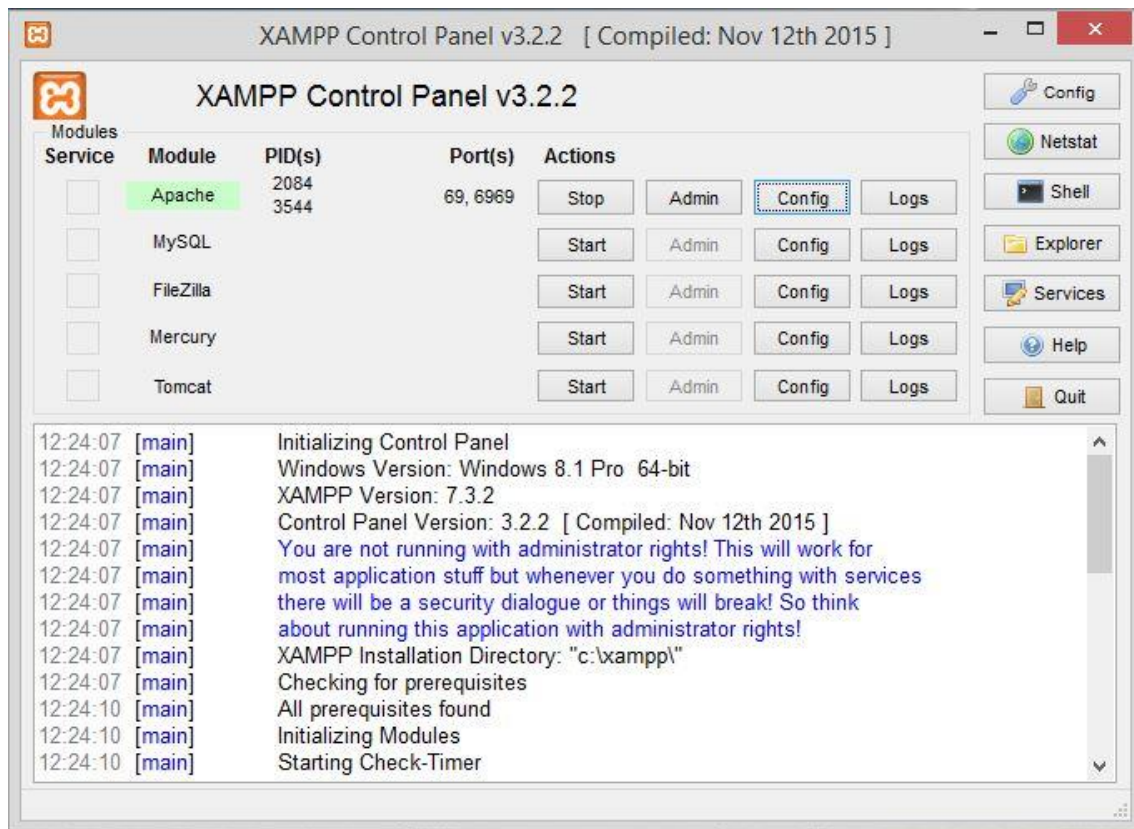 XAMPP Control Panel v3.2.2 [ Compiled: Nov 12th 2015 ]
XAMPP Control Panel v3.2.2
Config
Modules
Netstat
Service Module PID(s) Port(s) Actions
Apache 2084 3544 69, 6969 Stop Admin Config Logs
Shell
MySQL Start Admin Config Logs
Explorer
FileZilla Start Admin Config Logs
Services
Mercury Start Admin Config Logs
Help
Tomcat Start Admin Config Logs
Quit
12:24:07 [main] Initializing Control Panel
12:24:07 [main] Windows Version: Windows 8.1 Pro 64-bit
12:24:07 [main] XAMPP Version: 7.3.2
12:24:07 [main] Control Panel Version: 3.2.2 [ Compiled: Nov 12th 2015 ]
12:24:07 [main] You are not running with administrator rights! This will work for
12:24:07 [main] most application stuff but whenever you do something with services
12:24:07 [main] there will be a security dialogue or things will break! So think
12:24:07 [main] about running this application with administrator rights!
12:24:07 [main] XAMPP Installation Directory: "c:\xampp\"
12:24:07 [main] Checking for prerequisites
12:24:10 [main] All prerequisites found
12:24:10 [main] Initializing Modules
12:24:10 [main] Starting Check-Timer